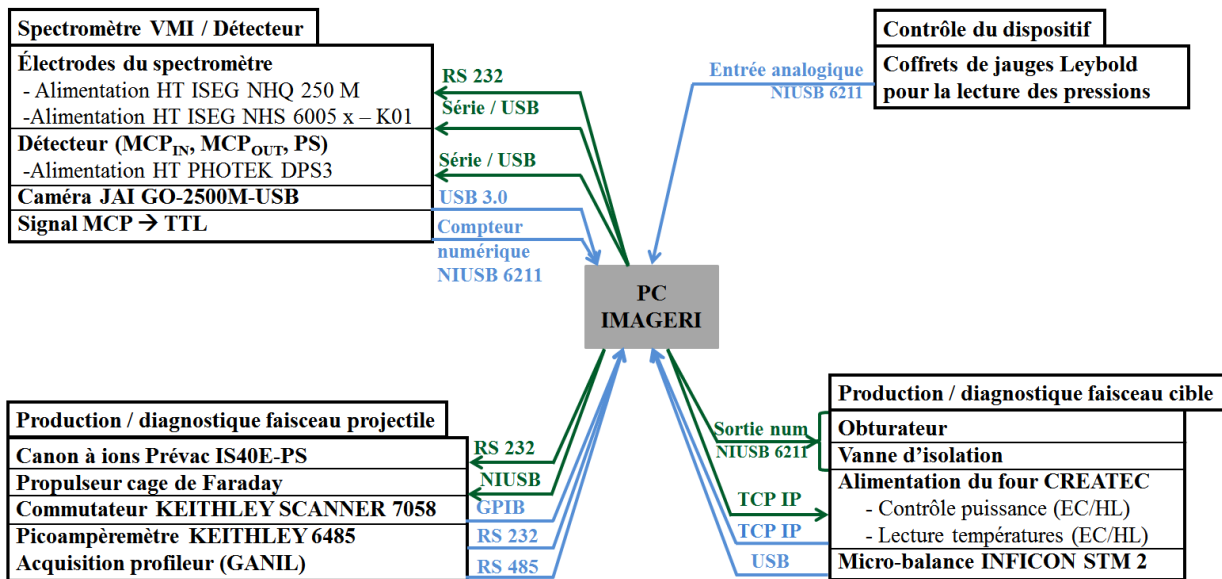 Spectromètre VMI / Détecteur
Électrodes du spectromètre
- Alimentation HT ISEG NHQ 250 M
-Alimentation HT ISEG NHS 6005 x – K01
Détecteur (MCPIN, MCPOUT, PS)
-Alimentation HT PHOTEK DPS3
Caméra JAI GO-2500M-USB
Signal MCP → TTL
RS 232
Série / USB
Série / USB
USB 3.0
Compteur
numérique
NIUSB 6211
Contrôle du dispositif
Coffrets de jauges Leybold
pour la lecture des pressions
Entrée analogique
NIUSB 6211
PC
IMAGERI
Production / diagnostique faisceau projectile
Canon à ions Prévac IS40E-PS
Propulseur cage de Faraday
Commutateur KEITHLEY SCANNER 7058
Picoampèremètre KEITHLEY 6485
Acquisition profileur (GANIL)
RS 232
NIUSB
GPIB
RS 232
RS 485
Production / diagnostique faisceau cible
Obturateur
Vanne d’isolation
Alimentation du four CREATEC
- Contrôle puissance (EC/HL)
- Lecture températures (EC/HL)
Micro-balance INFICON STM 2
Sortie num
NIUSB 6211
TCP IP
TCP IP
USB